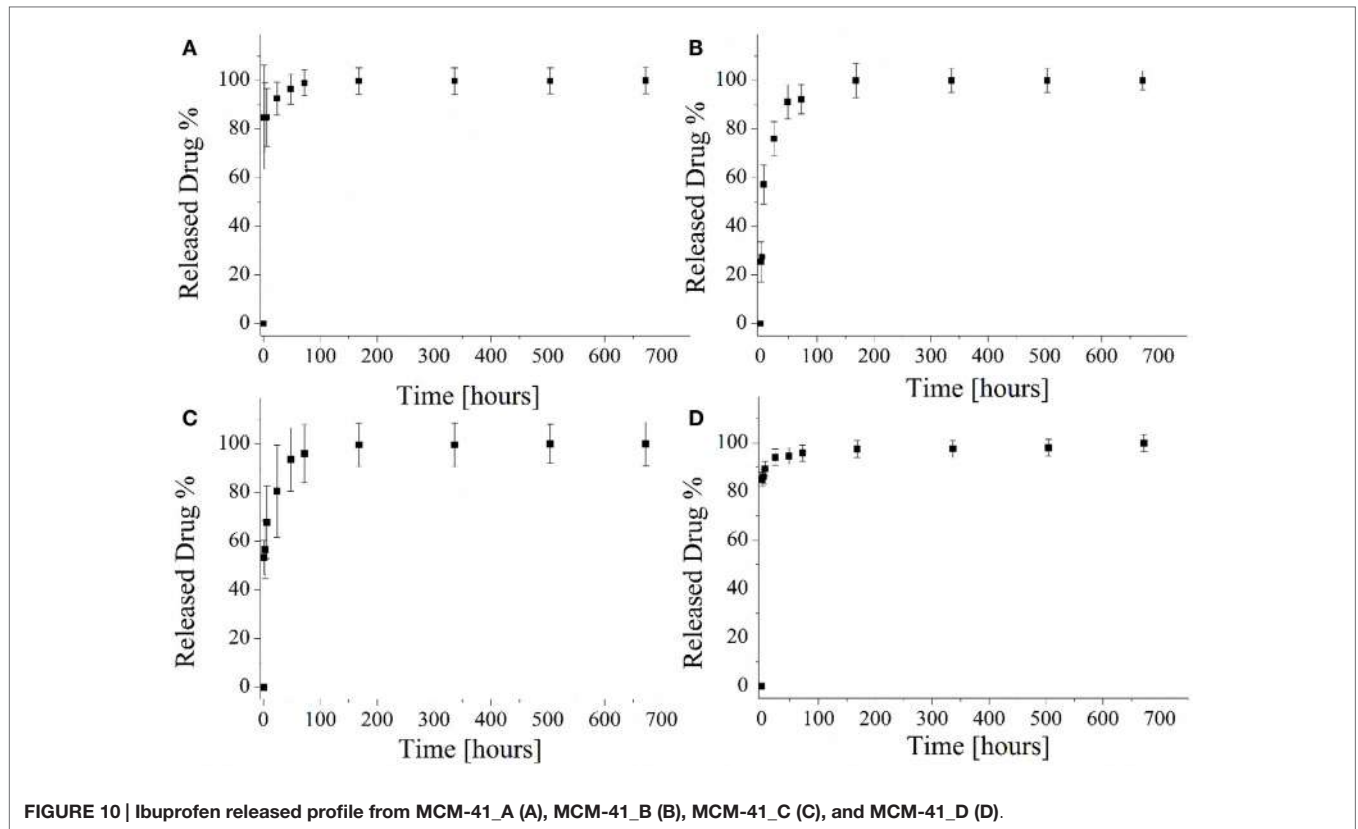 A
Released Drug %
100
80
60
40
20
0
0 100 200 300 400 500 600 700
Time [hours]
B
Released Drug %
100
80
60
40
20
0
0 100 200 300 400 500 600 700
Time [hours]
C
Released Drug %
100
80
60
40
20
0
0 100 200 300 400 500 600 700
Time [hours]
D
Released Drug %
100
80
60
40
20
0
0 100 200 300 400 500 600 700
Time [hours]
FIGURE 10 | Ibuprofen released profile from MCM-41_A (A), MCM-41_B (B), MCM-41_C (C), and MCM-41_D (D).